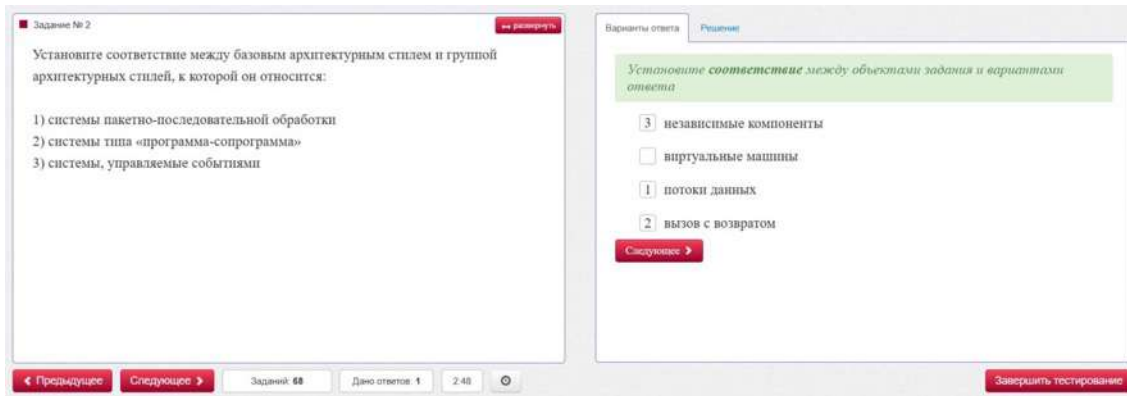 Задание № 2
развернуть
Установите соответствие между базовым архитектурным стилем и группой
архитектурных стилей, к которой он относится:
1) системы пакетно-последовательной обработки
2) системы типа «программа-сопрограмма»
3) системы, управляемые событиями
Варианты ответа
Решение
Установите соответствие между объектами задания и вариантами
ответа
3 независимые компоненты
виртуальные машины
1 потоки данных
2 вызов с возвратом
Следующее
Предыдущее
Следующее
Заданий: 68
Дано ответов: 1
2:48
Завершить тестирование